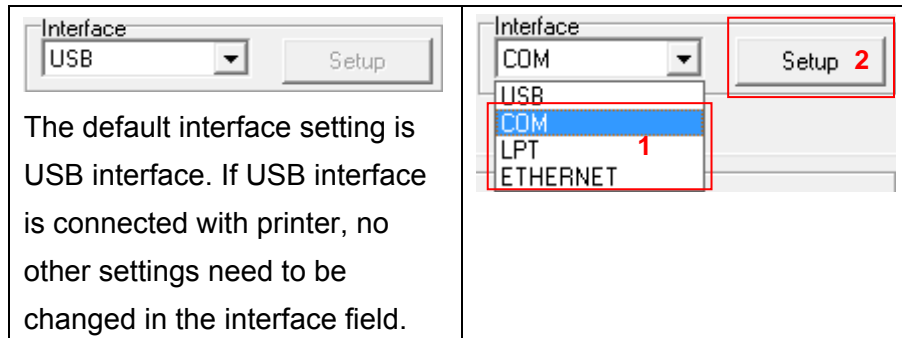 Interface
USB
Setup
The default interface setting is
USB interface. If USB interface
is connected with printer, no
other settings need to be
changed in the interface field.
Interface
COM
Setup 2
USB
COM
LPT 1
ETHERNET